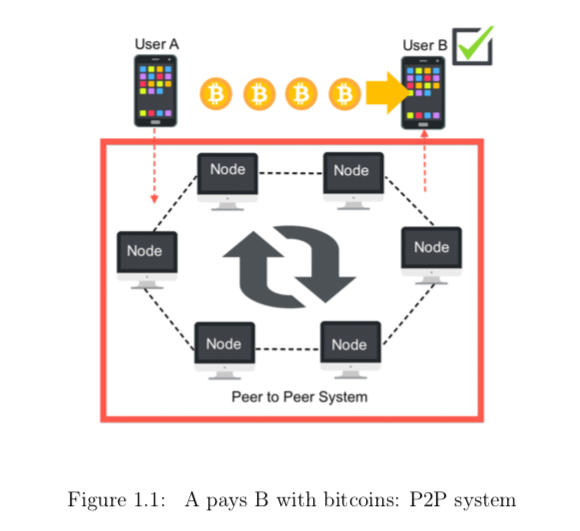 User A
User B
Node
Node
Node
Node
Node
Node
Peer to Peer System
Figure 1.1: A pays B with bitcoins: P2P system